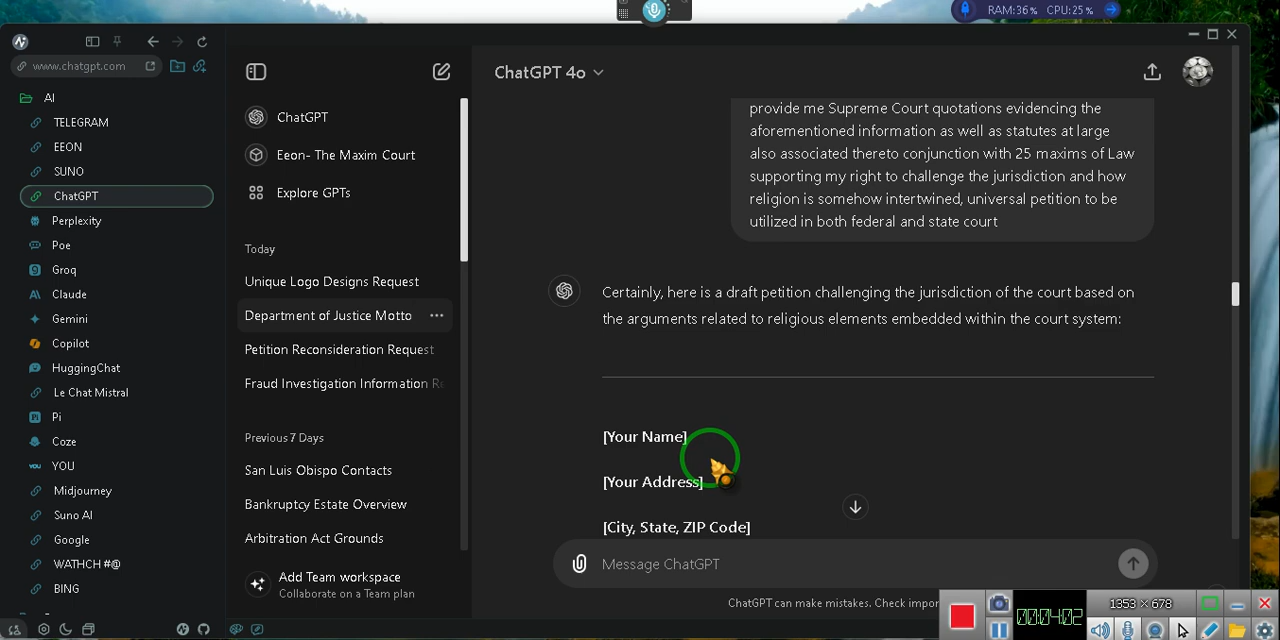 RAM:36% CPU:25%
www.chatgpt.com
AI
TELEGRAM
EEON
SUNO
ChatGPT
Perplexity
Poe
Groq
Claude
Gemini
Copilot
HuggingChat
Le Chat Mistral
Pi
Coze
YOU
Midjourney
Suno AI
Google
WATHCH #@
BING
ChatGPT
Eeon- The Maxim Court
Explore GPTs
Today
Unique Logo Designs Request
Department of Justice Motto
Petition Reconsideration Request
Fraud Investigation Information Re
Previous 7 Days
San Luis Obispo Contacts
Bankruptcy Estate Overview
Arbitration Act Grounds
Add Team workspace
Collaborate on a Team plan
ChatGPT 4o
provide me Supreme Court quotations evidencing the
aforementioned information as well as statutes at large
also associated thereto conjunction with 25 maxims of Law
supporting my right to challenge the jurisdiction and how
religion is somehow intertwined, universal petition to be
utilized in both federal and state court
Certainly, here is a draft petition challenging the jurisdiction of the court based on
the arguments related to religious elements embedded within the court system:
[Your Name]
[Your Address]
[City, State, ZIP Code]
Message ChatGPT
ChatGPT can make mistakes. Check impor
00:04:02
1353 × 678